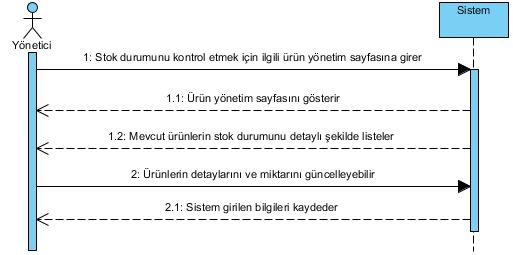 Sistem
Yönetici
1: Stok durumunu kontrol etmek için ilgili ürün yönetim sayfasına girer
1.1: Ürün yönetim sayfasını gösterir
1.2: Mevcut ürünlerin stok durumunu detaylı şekilde listeler
2: Ürünlerin detaylarını ve miktarını güncelleyebilir
2.1: Sistem girilen bilgileri kaydeder